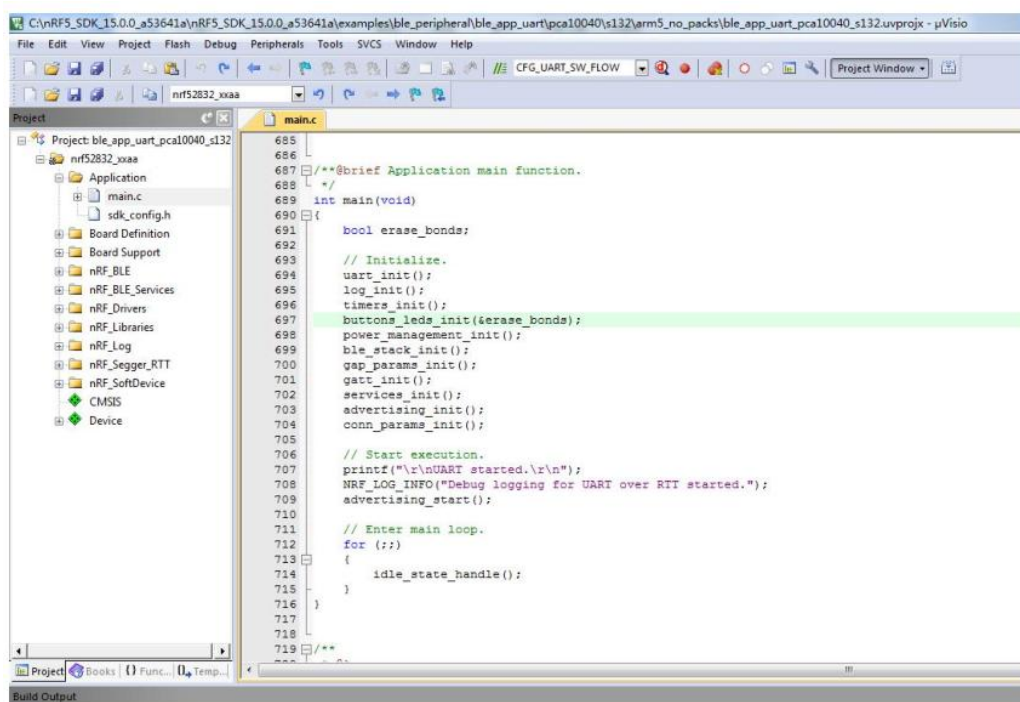 C:\nRF5_SDK_15.0.0_a53641a\nRF5_SDK_15.0.0_a53641a\examples\ble_peripheral\ble_app_uart\pca10040\s132\arm5_no_packs\ble_app_uart_pca10040_s132.uvprojx - µVisio
File Edit View Project Flash Debug Peripherals Tools SVCS Window Help
CFG_UART_SW_FLOW Project Window
nrf52832_xxaa
Project
main.c
Project: ble_app_uart_pca10040_s132
nrf52832_xxaa
Application
main.c
sdk_config.h
Board Definition
Board Support
nRF_BLE
nRF_BLE_Services
nRF_Drivers
nRF_Libraries
nRF_Log
nRF_Segger_RTT
nRF_SoftDevice
CMSIS
Device
685
686
687 /**@brief Application main function.
688 */
689 int main(void)
690 {
691 bool erase_bonds;
692
693 // Initialize.
694 uart_init();
695 log_init();
696 timers_init();
697 buttons_leds_init(&erase_bonds);
698 power_management_init();
699 ble_stack_init();
700 gap_params_init();
701 gatt_init();
702 services_init();
703 advertising_init();
704 conn_params_init();
705
706 // Start execution.
707 printf("\r\nUART started.\r\n");
708 NRF_LOG_INFO("Debug logging for UART over RTT started.");
709 advertising_start();
710
711 // Enter main loop.
712 for (;;)
713 {
714 idle_state_handle();
715 }
716 }
717
718
719 /**
Project Books {} Func... Temp...
Build Output